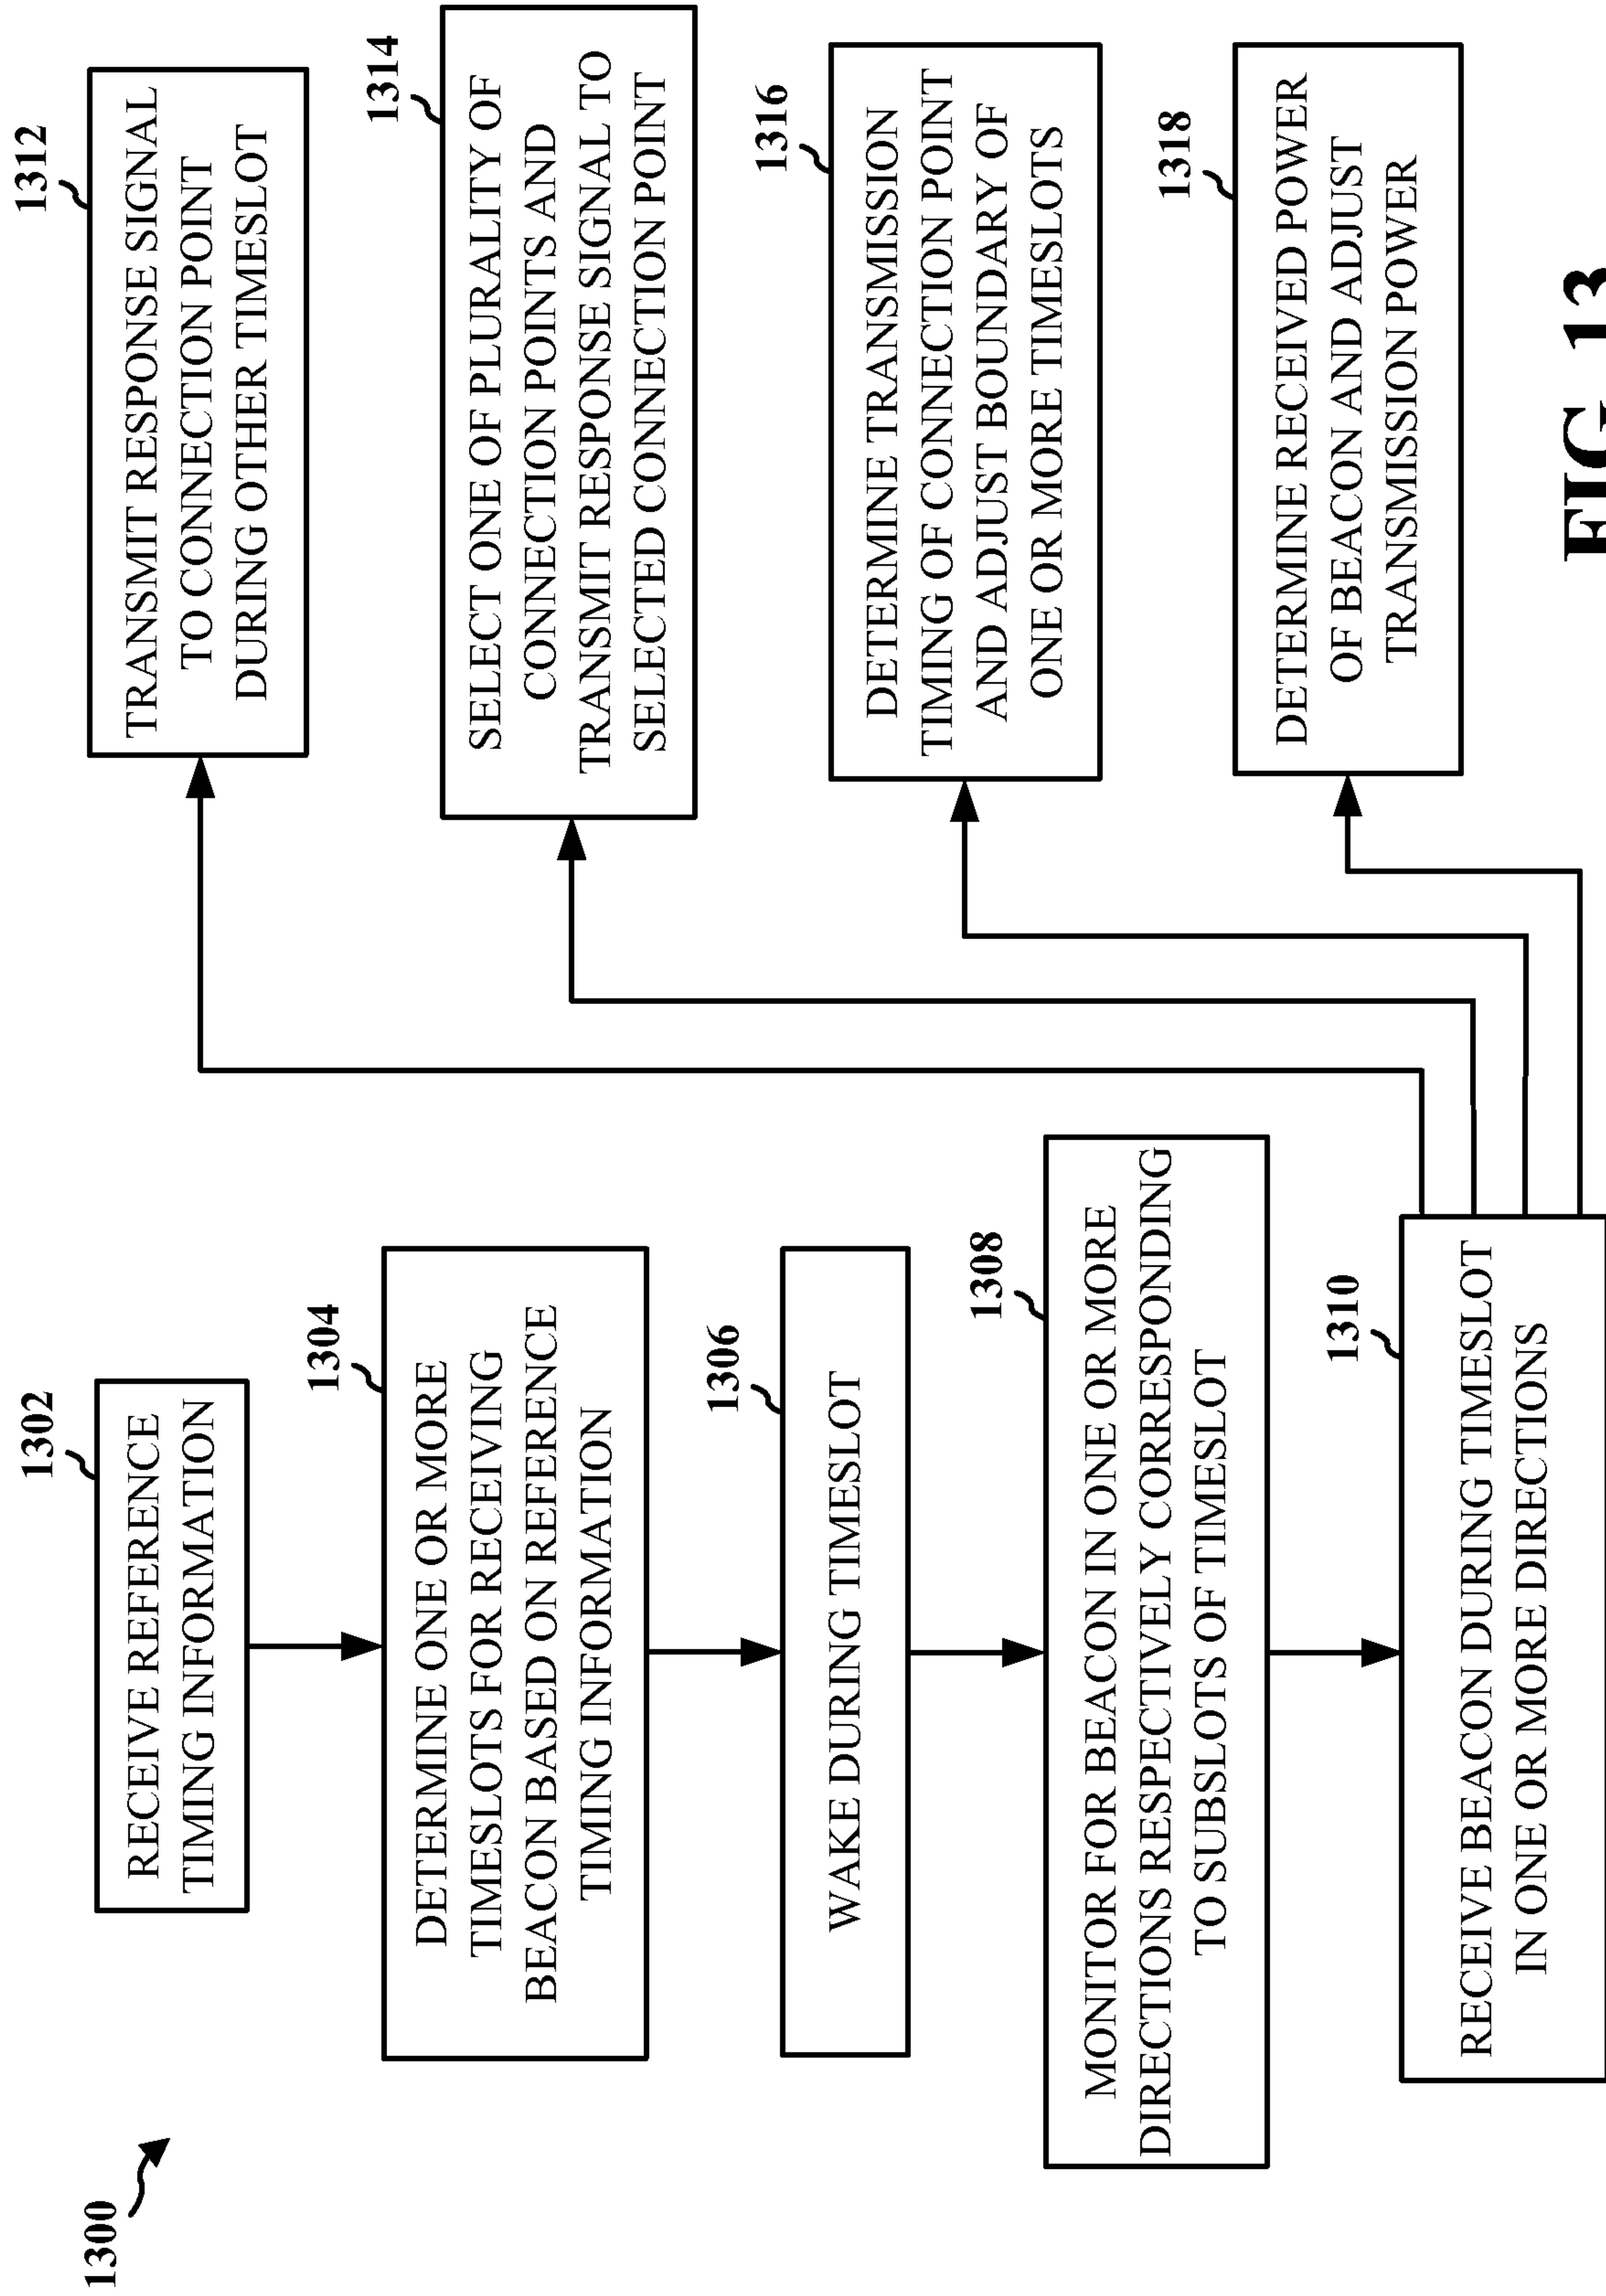 1300
1302
RECEIVE REFERENCE
TIMING INFORMATION
1304
DETERMINE ONE OR MORE
TIMESLOTS FOR RECEIVING
BEACON BASED ON REFERENCE
TIMING INFORMATION
1306
WAKE DURING TIMESLOT
1308
MONITOR FOR BEACON IN ONE OR MORE
DIRECTIONS RESPECTIVELY CORRESPONDING
TO SUBSLOTS OF TIMESLOT
1310
RECEIVE BEACON DURING TIMESLOT
IN ONE OR MORE DIRECTIONS
1312
TRANSMIT RESPONSE SIGNAL
TO CONNECTION POINT
DURING OTHER TIMESLOT
1314
SELECT ONE OF PLURALITY OF
CONNECTION POINTS AND
TRANSMIT RESPONSE SIGNAL TO
SELECTED CONNECTION POINT
1316
DETERMINE TRANSMISSION
TIMING OF CONNECTION POINT
AND ADJUST BOUNDARY OF
ONE OR MORE TIMESLOTS
1318
DETERMINE RECEIVED POWER
OF BEACON AND ADJUST
TRANSMISSION POWER
FIG. 13